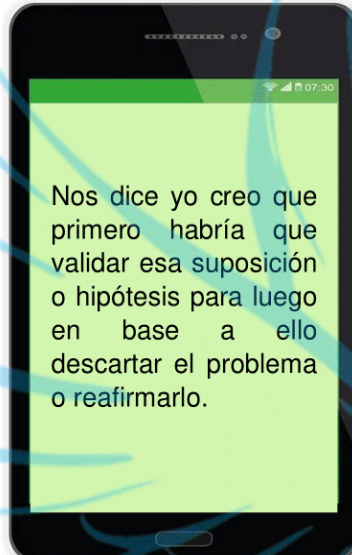 07:30
Nos dice yo creo que
primero habría que
validar esa suposición
o hipótesis para luego
en base a ello
descartar el problema
o reafirmarlo.